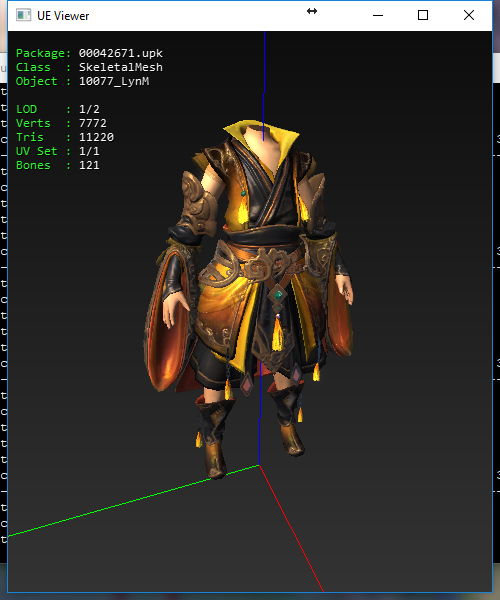 UE Viewer
Package: 00042671.upk
Class  : SkeletalMesh
Object : 10077_LynM
LOD    : 1/2
Verts  : 7772
Tris   : 11220
UV Set : 1/1
Bones  : 121